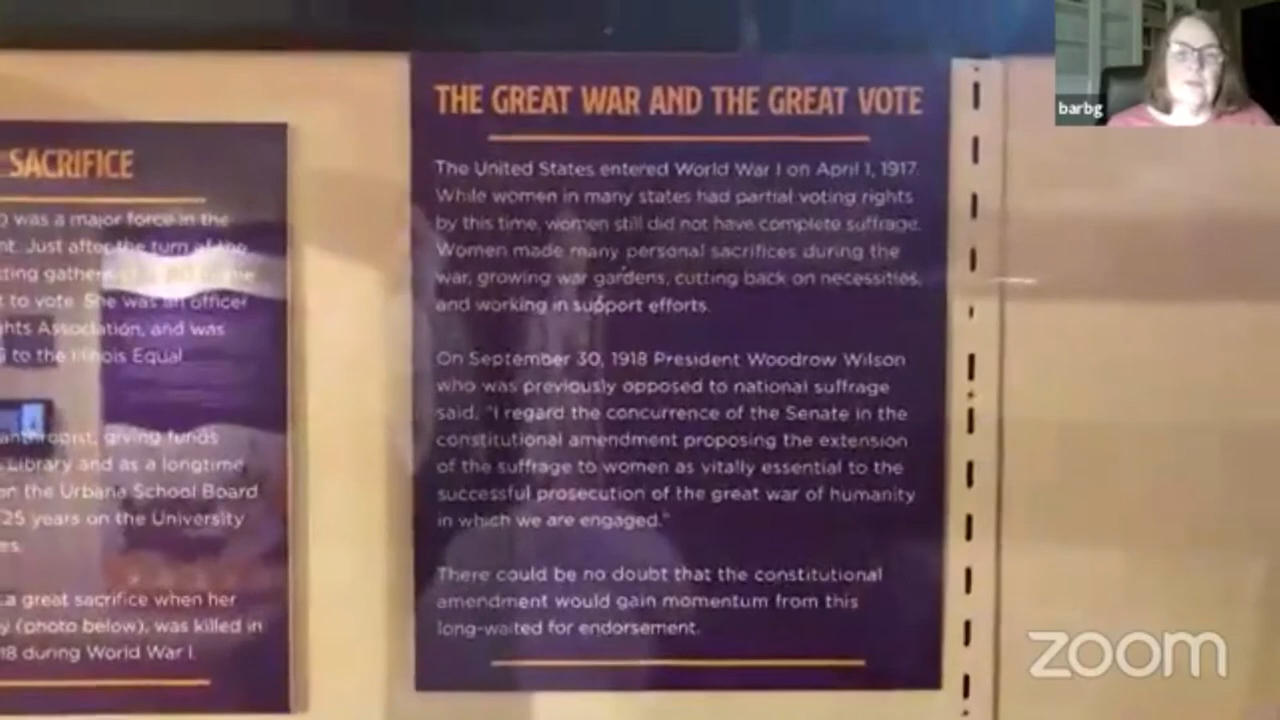 SACRIFICE
was a major force in the
nt. Just after the turn of the
cting
t to vote. She was an officer
ghts Association, and was
g to the Illinois Equal
anthropist, giving funds
Library and as a longtime
on the Urbana School Board
25 years on the University
es.
a great sacrifice when her
y (photo below), was killed in
18 during World War I.
THE GREAT WAR AND THE GREAT VOTE
The United States entered World War I on April 1, 1917.
While women in many states had partial voting rights
by this time, women still did not have complete suffrage.
Women made many personal sacrifices during the
war, growing war gardens, cutting back on necessities,
and working in support efforts.
On September 30, 1918 President Woodrow Wilson
who was previously opposed to national suffrage
said, "I regard the concurrence of the Senate in the
constitutional amendment proposing the extension
of the suffrage to women as vitally essential to the
successful prosecution of the great war of humanity
in which we are engaged."
There could be no doubt that the constitutional
amendment would gain momentum from this
long-waited for endorsement.
barbg
zoom